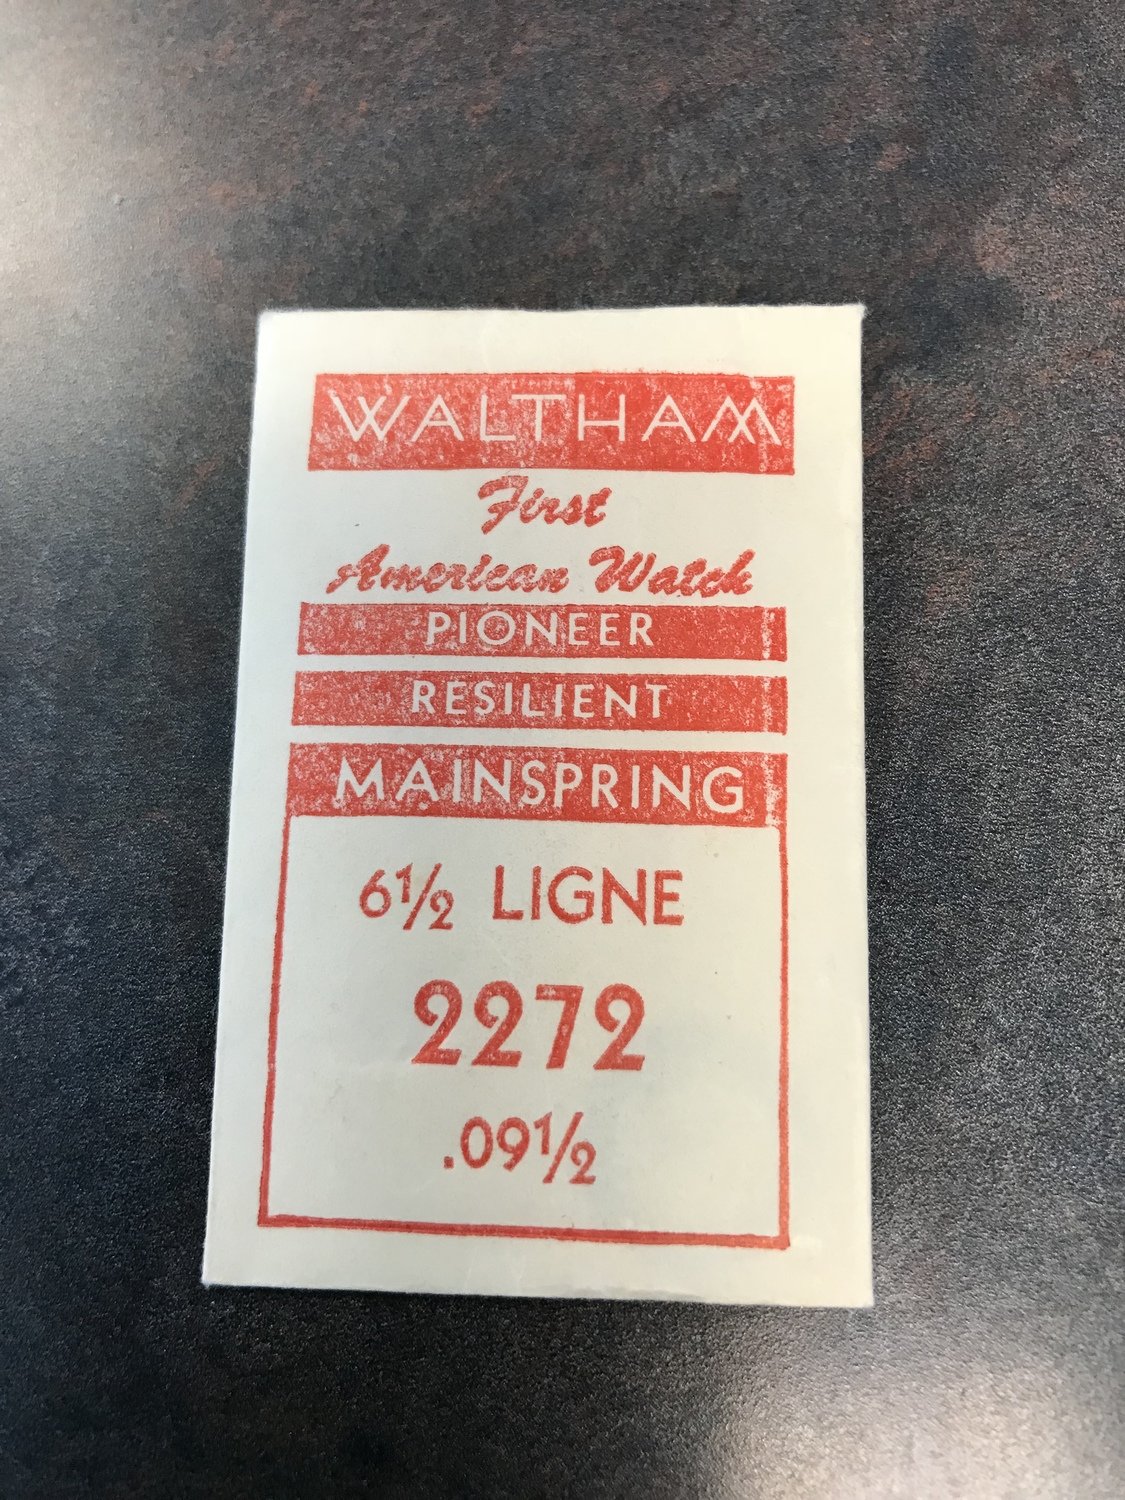 WALTHAM
First
American Watch
PIONEER
RESILIENT
MAINSPRING
6½ LIGNE
2272
.09½